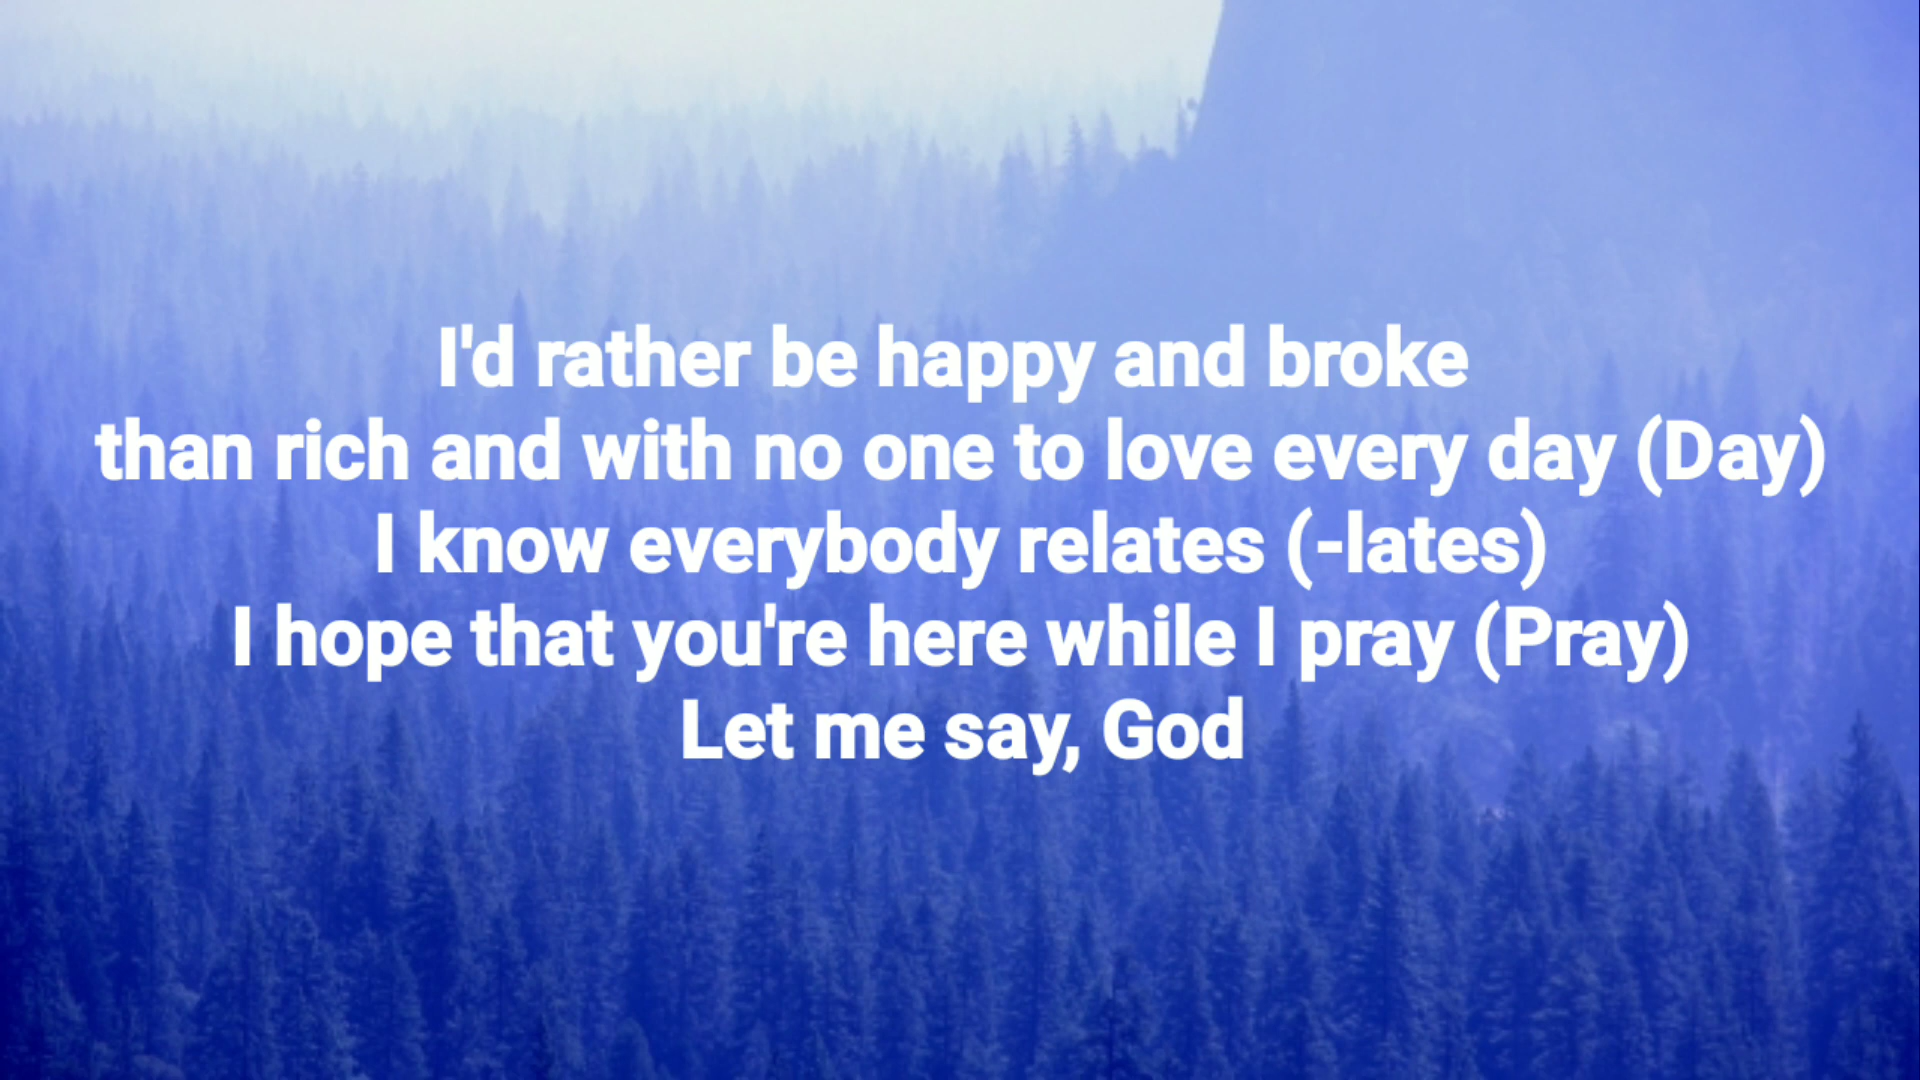 I'd rather be happy and broke
than rich and with no one to love every day (Day)
I know everybody relates (-lates)
I hope that you're here while I pray (Pray)
Let me say, God